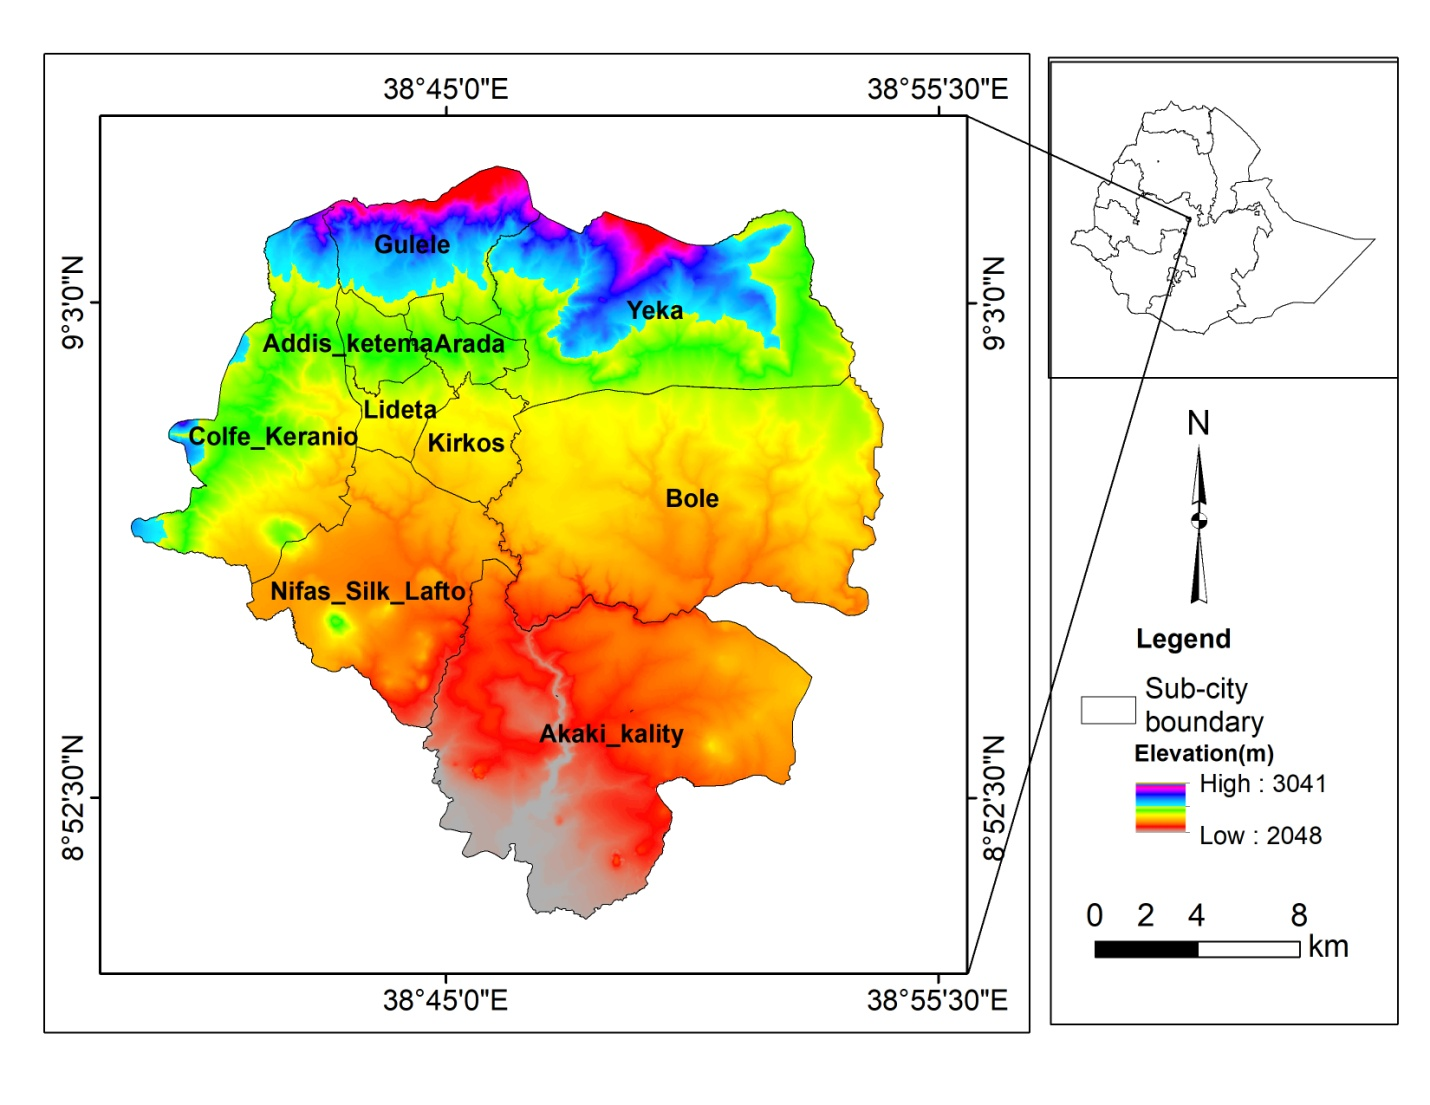 38°45'0"E
38°55'30"E
9°3'0"N
9°3'0"N
Gulele
Yeka
Addis_ketema
Arada
Lideta
Colfe_Keranio
Kirkos
Bole
Nifas_Silk_Lafto
Akaki_kality
8°52'30"N
8°52'30"N
38°45'0"E
38°55'30"E
N
Legend
Sub-city
boundary
Elevation(m)
High : 3041
Low : 2048
0 2 4 8
km